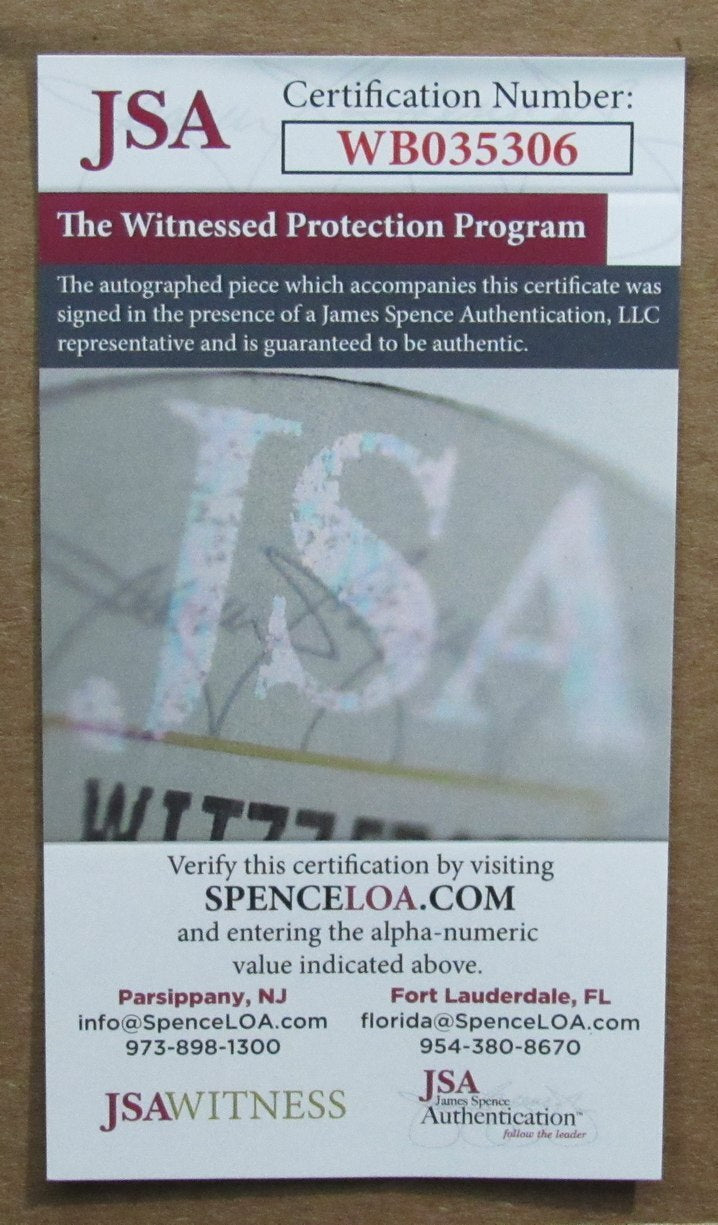 JSA
Certification Number:
WB035306
The Witnessed Protection Program
The autographed piece which accompanies this certificate was
signed in the presence of a James Spence Authentication, LLC
representative and is guaranteed to be authentic.
JSA
Verify this certification by visiting
SPENCELOA.COM
and entering the alpha-numeric
value indicated above.
Parsippany, NJ
info@SpenceLOA.com
973-898-1300
Fort Lauderdale, FL
florida@SpenceLOA.com
954-380-8670
JSAWITNESS
JSA
James Spence
Authentication™
follow the leader